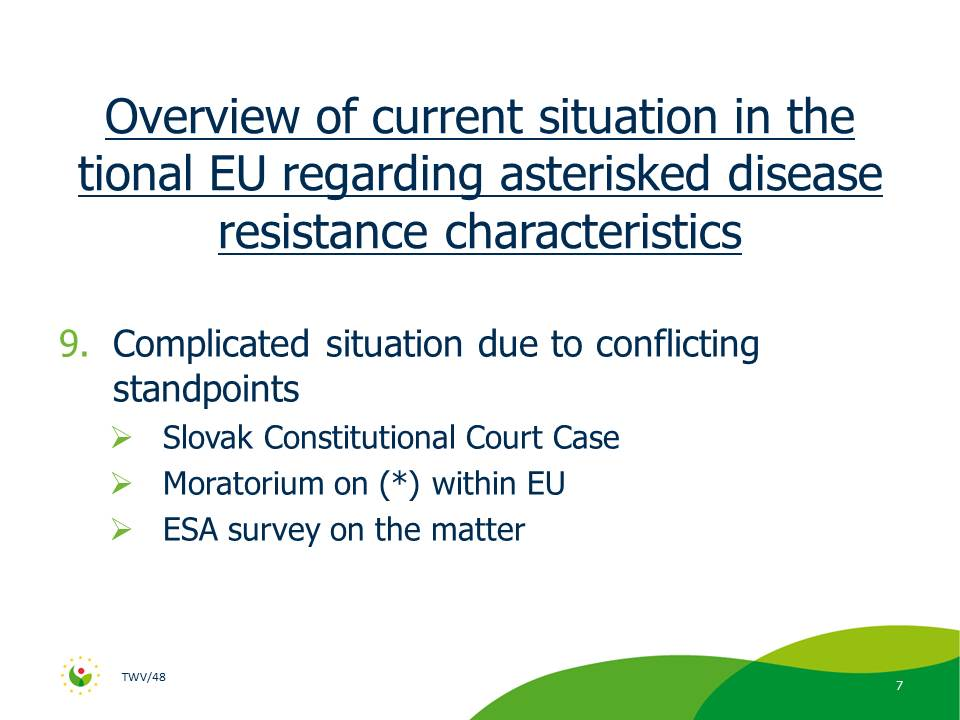 Overview of current situation in the
tional EU regarding asterisked disease
resistance characteristics
9. Complicated situation due to conflicting
standpoints
➢ Slovak Constitutional Court Case
➢ Moratorium on (*) within EU
➢ ESA survey on the matter
TWV/48
7